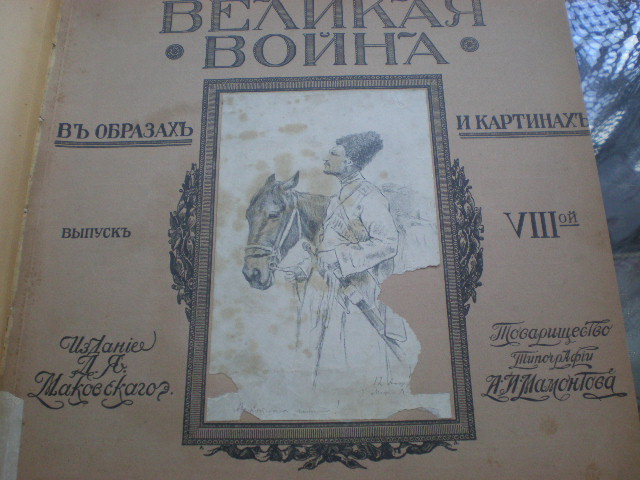 ВЕЛИКАЯ
ВОЙНА
ВЪ ОБРАЗАХЪ
И КАРТИНАХЪ
ВЫПУСКЪ
VIIIОЙ
Изданіе
Д. Я.
Маковскаго.
Товарищество
Типографіи
А.И.Мамонтова